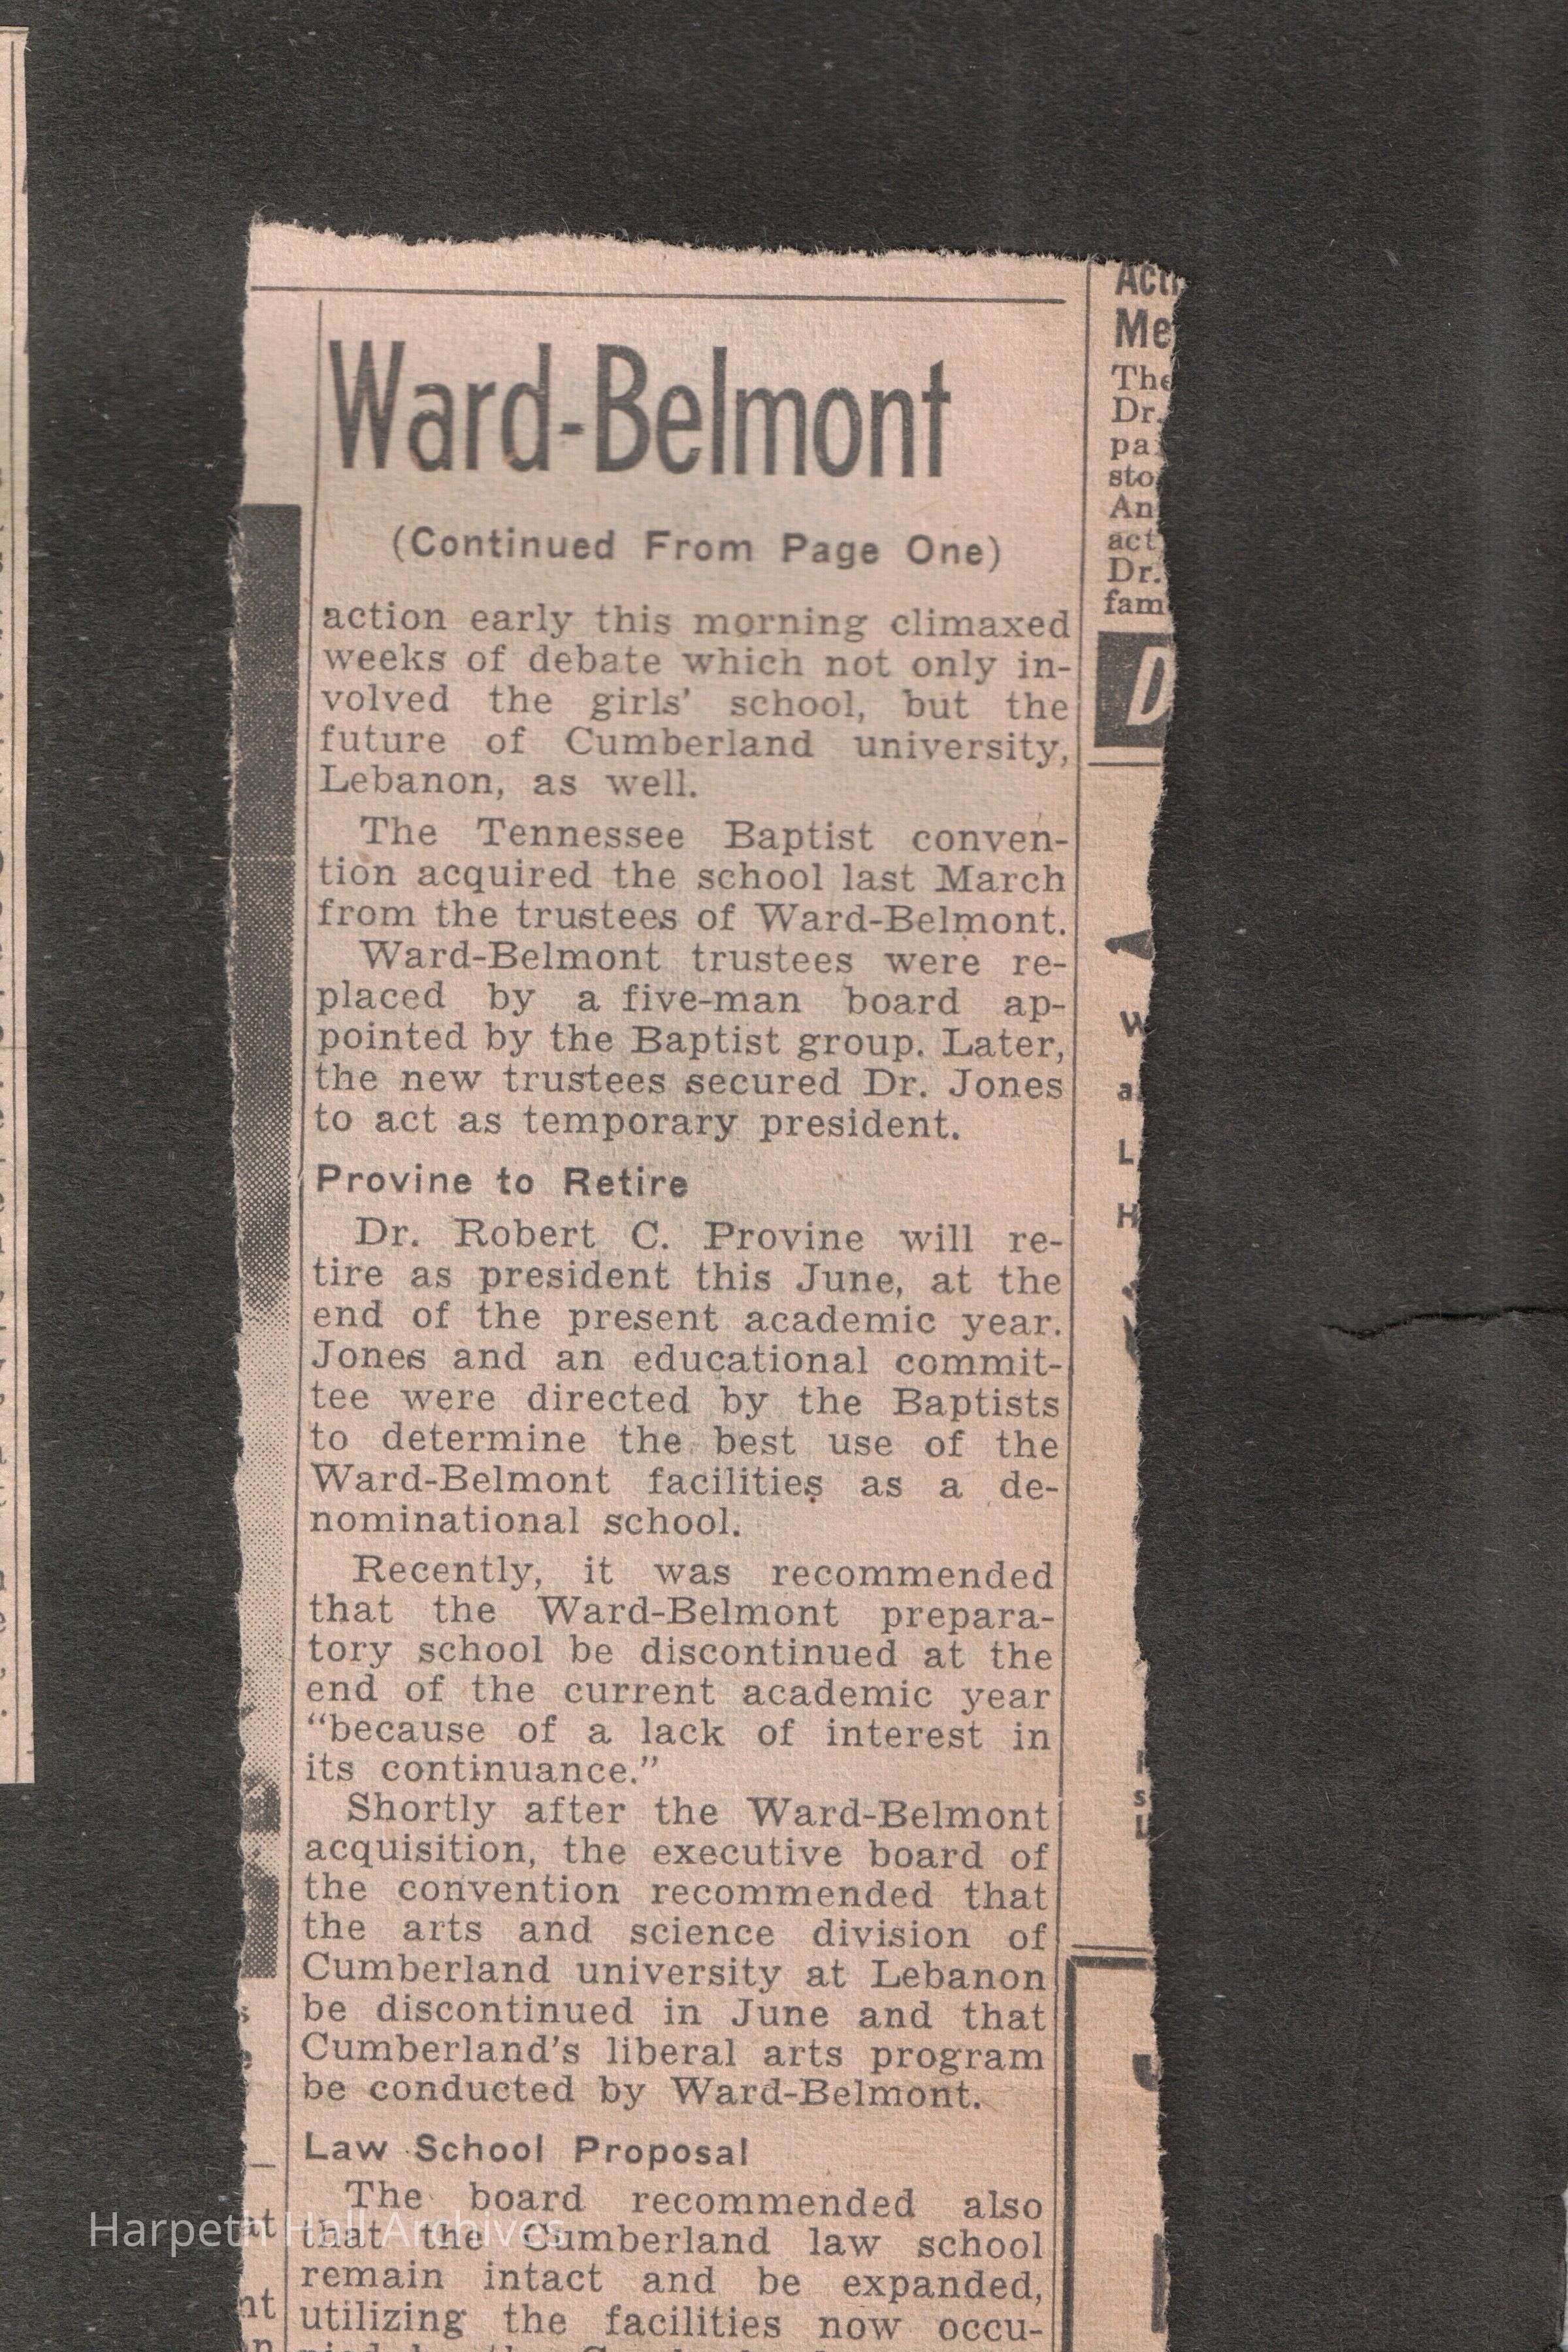 Ward-Belmont
(Continued From Page One)
action early this morning climaxed
weeks of debate which not only in-
volved the girls' school, but the
future of Cumberland university,
Lebanon, as well.
The Tennessee Baptist conven-
tion acquired the school last March
from the trustees of Ward-Belmont.
Ward-Belmont trustees were re-
placed by a five-man board ap-
pointed by the Baptist group. Later,
the new trustees secured Dr. Jones
to act as temporary president.
Provine to Retire
Dr. Robert C. Provine will re-
tire as president this June, at the
end of the present academic year.
Jones and an educational commit-
tee were directed by the Baptists
to determine the best use of the
Ward-Belmont facilities as a de-
nominational school.
Recently, it was recommended
that the Ward-Belmont prepara-
tory school be discontinued at the
end of the current academic year
“because of a lack of interest in
its continuance.”
Shortly after the Ward-Belmont
acquisition, the executive board of
the convention recommended that
the arts and science division of
Cumberland university at Lebanon
be discontinued in June and that
Cumberland's liberal arts program
be conducted by Ward-Belmont.
Law School Proposal
The board recommended also
that the Cumberland law school
remain intact and be expanded,
utilizing the facilities now occu-
Me
The
Dr.
An
act
Dr.
Harpeth Hall Archives